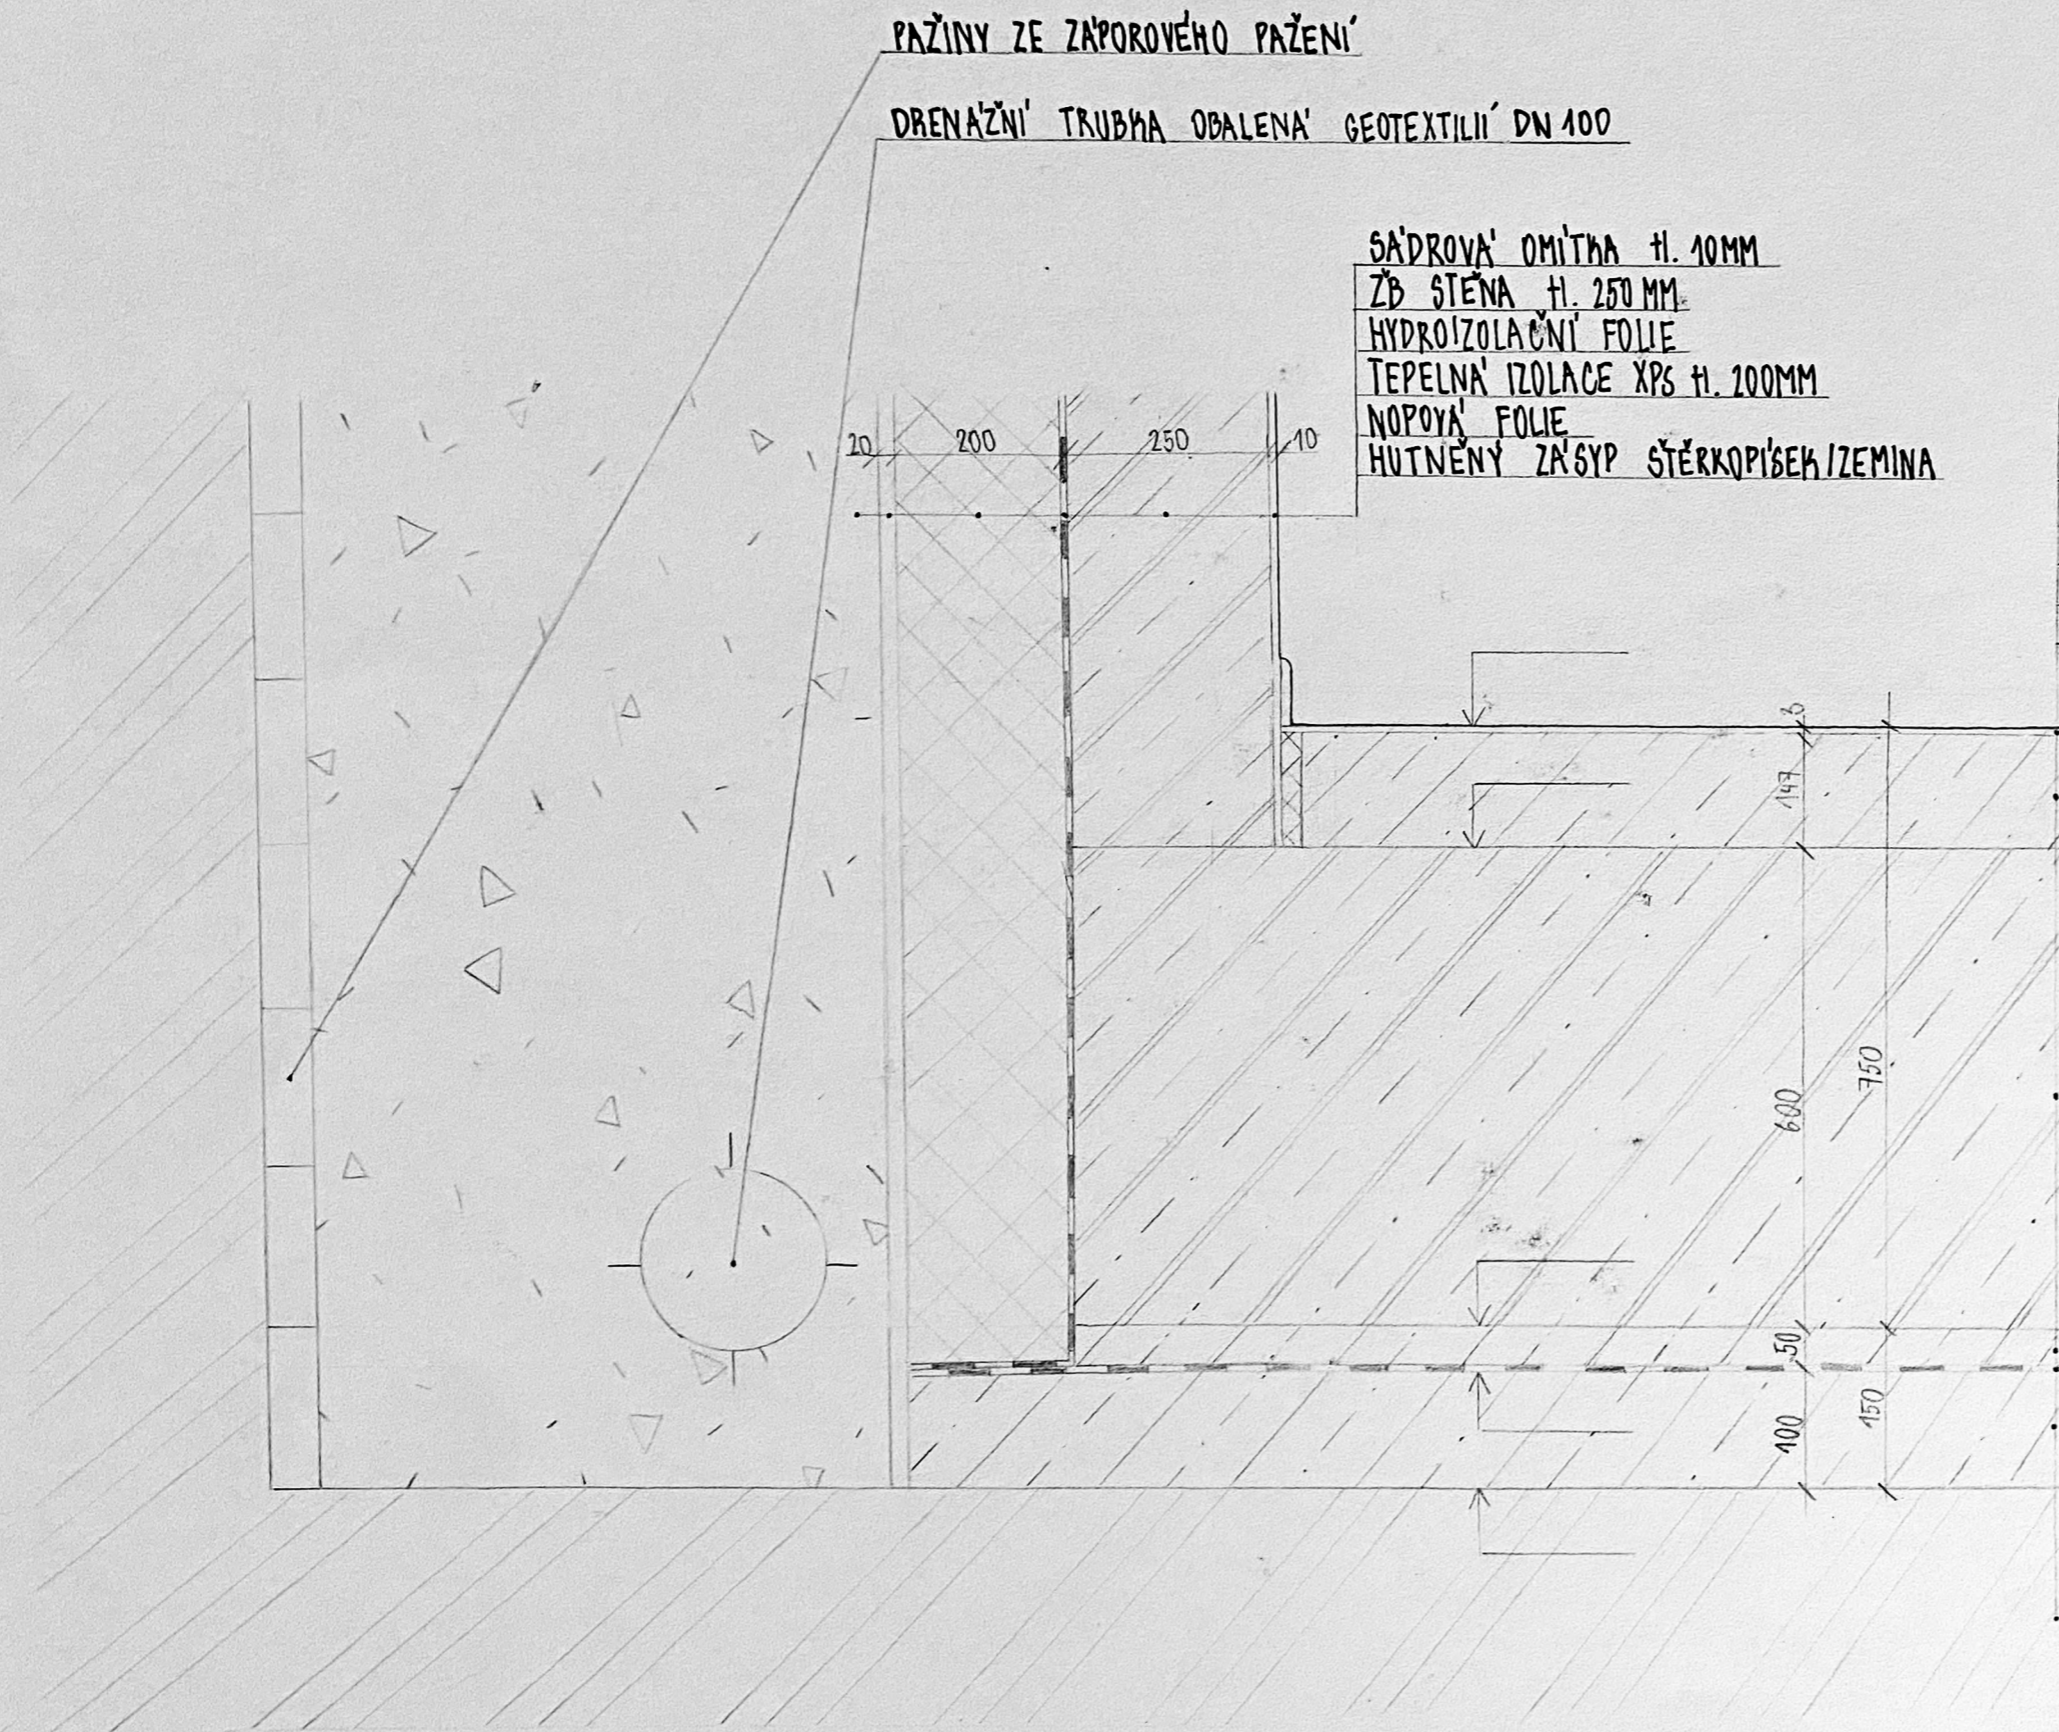 PAŽINY ZE ZÁPOROVÉHO PAŽENÍ
DRENÁŽNÍ TRUBKA OBALENÁ GEOTEXTILIÍ DN 100
SÁDROVÁ OMÍTKA tl. 10MM
ŽB STĚNA tl. 250 MM
HYDROIZOLAČNÍ FOLIE
TEPELNÁ IZOLACE XPS tl. 200MM
NOPOVÁ FOLIE
HUTNĚNÝ ZÁSYP ŠTĚRKOPÍSEK/ZEMINA
20 200 250 10
3
147
600
750
50
100
150